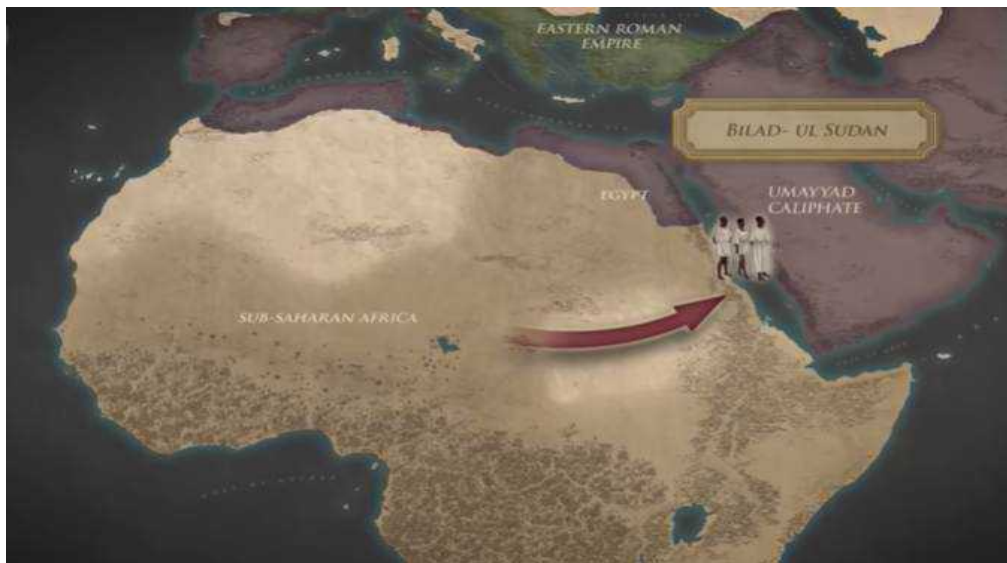 EASTERN ROMAN
EMPIRE
BILAD- UL SUDAN
EGYPT
UMAYYAD
CALIPHATE
SUB-SAHARAN AFRICA